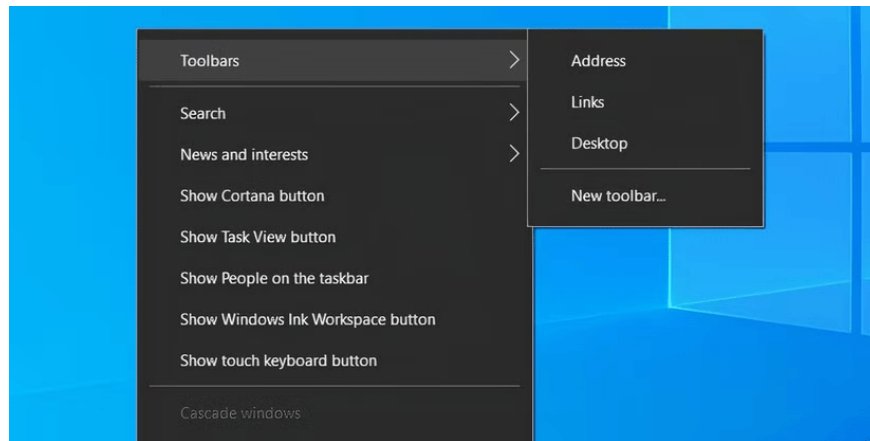 Toolbars
Search
News and interests
Show Cortana button
Show Task View button
Show People on the taskbar
Show Windows Ink Workspace button
Show touch keyboard button
Cascade windows
Address
Links
Desktop
New toolbar...